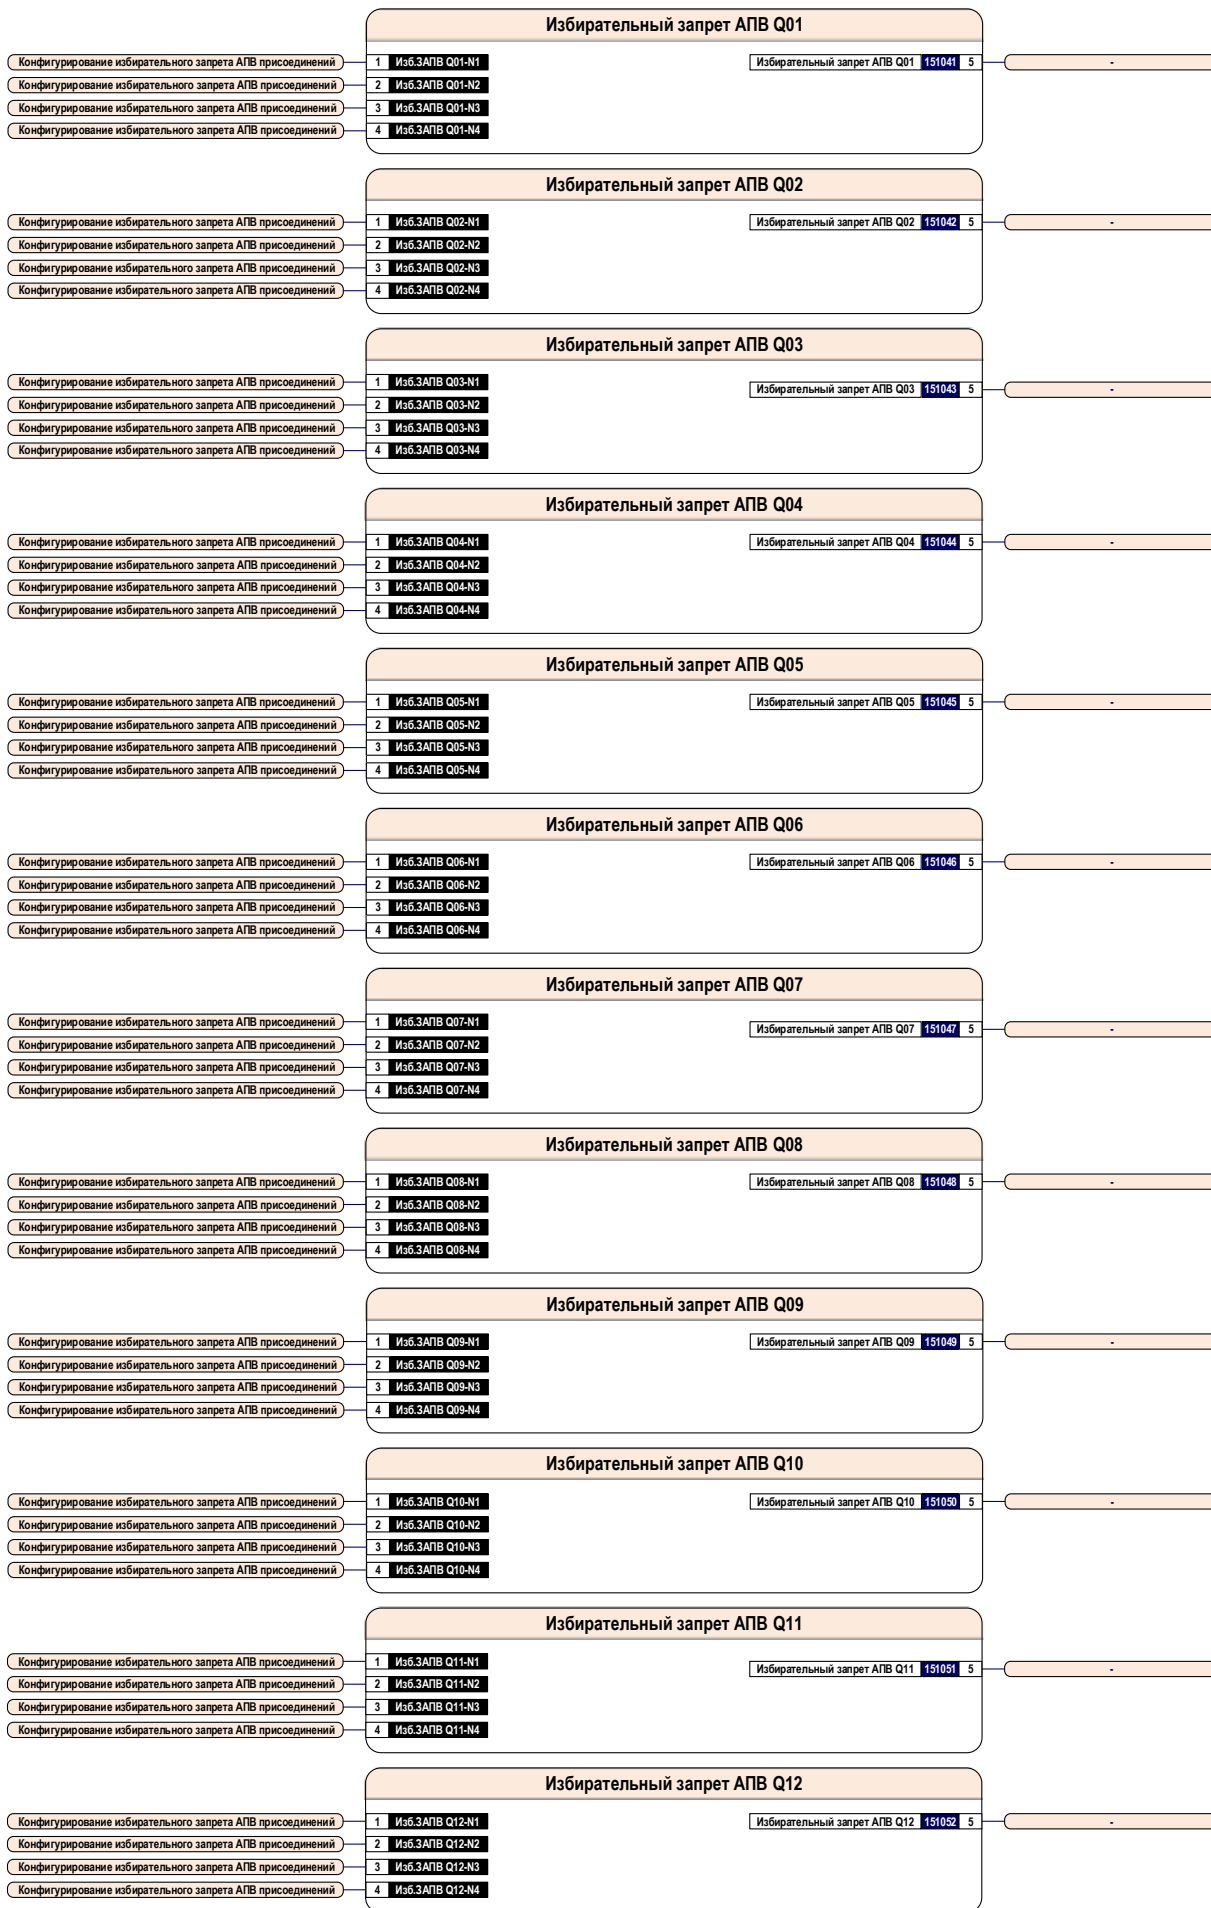 Избирательный запрет АПВ Q01
Конфигурирование избирательного запрета АПВ присоединений 1 Изб.ЗАПВ Q01-N1 Избирательный запрет АПВ Q01 151041 5 -
Конфигурирование избирательного запрета АПВ присоединений 2 Изб.ЗАПВ Q01-N2
Конфигурирование избирательного запрета АПВ присоединений 3 Изб.ЗАПВ Q01-N3
Конфигурирование избирательного запрета АПВ присоединений 4 Изб.ЗАПВ Q01-N4
Избирательный запрет АПВ Q02
Конфигурирование избирательного запрета АПВ присоединений 1 Изб.ЗАПВ Q02-N1 Избирательный запрет АПВ Q02 151042 5 -
Конфигурирование избирательного запрета АПВ присоединений 2 Изб.ЗАПВ Q02-N2
Конфигурирование избирательного запрета АПВ присоединений 3 Изб.ЗАПВ Q02-N3
Конфигурирование избирательного запрета АПВ присоединений 4 Изб.ЗАПВ Q02-N4
Избирательный запрет АПВ Q03
Конфигурирование избирательного запрета АПВ присоединений 1 Изб.ЗАПВ Q03-N1 Избирательный запрет АПВ Q03 151043 5 -
Конфигурирование избирательного запрета АПВ присоединений 2 Изб.ЗАПВ Q03-N2
Конфигурирование избирательного запрета АПВ присоединений 3 Изб.ЗАПВ Q03-N3
Конфигурирование избирательного запрета АПВ присоединений 4 Изб.ЗАПВ Q03-N4
Избирательный запрет АПВ Q04
Конфигурирование избирательного запрета АПВ присоединений 1 Изб.ЗАПВ Q04-N1 Избирательный запрет АПВ Q04 151044 5 -
Конфигурирование избирательного запрета АПВ присоединений 2 Изб.ЗАПВ Q04-N2
Конфигурирование избирательного запрета АПВ присоединений 3 Изб.ЗАПВ Q04-N3
Конфигурирование избирательного запрета АПВ присоединений 4 Изб.ЗАПВ Q04-N4
Избирательный запрет АПВ Q05
Конфигурирование избирательного запрета АПВ присоединений 1 Изб.ЗАПВ Q05-N1 Избирательный запрет АПВ Q05 151045 5 -
Конфигурирование избирательного запрета АПВ присоединений 2 Изб.ЗАПВ Q05-N2
Конфигурирование избирательного запрета АПВ присоединений 3 Изб.ЗАПВ Q05-N3
Конфигурирование избирательного запрета АПВ присоединений 4 Изб.ЗАПВ Q05-N4
Избирательный запрет АПВ Q06
Конфигурирование избирательного запрета АПВ присоединений 1 Изб.ЗАПВ Q06-N1 Избирательный запрет АПВ Q06 151046 5 -
Конфигурирование избирательного запрета АПВ присоединений 2 Изб.ЗАПВ Q06-N2
Конфигурирование избирательного запрета АПВ присоединений 3 Изб.ЗАПВ Q06-N3
Конфигурирование избирательного запрета АПВ присоединений 4 Изб.ЗАПВ Q06-N4
Избирательный запрет АПВ Q07
Конфигурирование избирательного запрета АПВ присоединений 1 Изб.ЗАПВ Q07-N1 Избирательный запрет АПВ Q07 151047 5 -
Конфигурирование избирательного запрета АПВ присоединений 2 Изб.ЗАПВ Q07-N2
Конфигурирование избирательного запрета АПВ присоединений 3 Изб.ЗАПВ Q07-N3
Конфигурирование избирательного запрета АПВ присоединений 4 Изб.ЗАПВ Q07-N4
Избирательный запрет АПВ Q08
Конфигурирование избирательного запрета АПВ присоединений 1 Изб.ЗАПВ Q08-N1 Избирательный запрет АПВ Q08 151048 5 -
Конфигурирование избирательного запрета АПВ присоединений 2 Изб.ЗАПВ Q08-N2
Конфигурирование избирательного запрета АПВ присоединений 3 Изб.ЗАПВ Q08-N3
Конфигурирование избирательного запрета АПВ присоединений 4 Изб.ЗАПВ Q08-N4
Избирательный запрет АПВ Q09
Конфигурирование избирательного запрета АПВ присоединений 1 Изб.ЗАПВ Q09-N1 Избирательный запрет АПВ Q09 151049 5 -
Конфигурирование избирательного запрета АПВ присоединений 2 Изб.ЗАПВ Q09-N2
Конфигурирование избирательного запрета АПВ присоединений 3 Изб.ЗАПВ Q09-N3
Конфигурирование избирательного запрета АПВ присоединений 4 Изб.ЗАПВ Q09-N4
Избирательный запрет АПВ Q10
Конфигурирование избирательного запрета АПВ присоединений 1 Изб.ЗАПВ Q10-N1 Избирательный запрет АПВ Q10 151050 5 -
Конфигурирование избирательного запрета АПВ присоединений 2 Изб.ЗАПВ Q10-N2
Конфигурирование избирательного запрета АПВ присоединений 3 Изб.ЗАПВ Q10-N3
Конфигурирование избирательного запрета АПВ присоединений 4 Изб.ЗАПВ Q10-N4
Избирательный запрет АПВ Q11
Конфигурирование избирательного запрета АПВ присоединений 1 Изб.ЗАПВ Q11-N1 Избирательный запрет АПВ Q11 151051 5 -
Конфигурирование избирательного запрета АПВ присоединений 2 Изб.ЗАПВ Q11-N2
Конфигурирование избирательного запрета АПВ присоединений 3 Изб.ЗАПВ Q11-N3
Конфигурирование избирательного запрета АПВ присоединений 4 Изб.ЗАПВ Q11-N4
Избирательный запрет АПВ Q12
Конфигурирование избирательного запрета АПВ присоединений 1 Изб.ЗАПВ Q12-N1 Избирательный запрет АПВ Q12 151052 5 -
Конфигурирование избирательного запрета АПВ присоединений 2 Изб.ЗАПВ Q12-N2
Конфигурирование избирательного запрета АПВ присоединений 3 Изб.ЗАПВ Q12-N3
Конфигурирование избирательного запрета АПВ присоединений 4 Изб.ЗАПВ Q12-N4